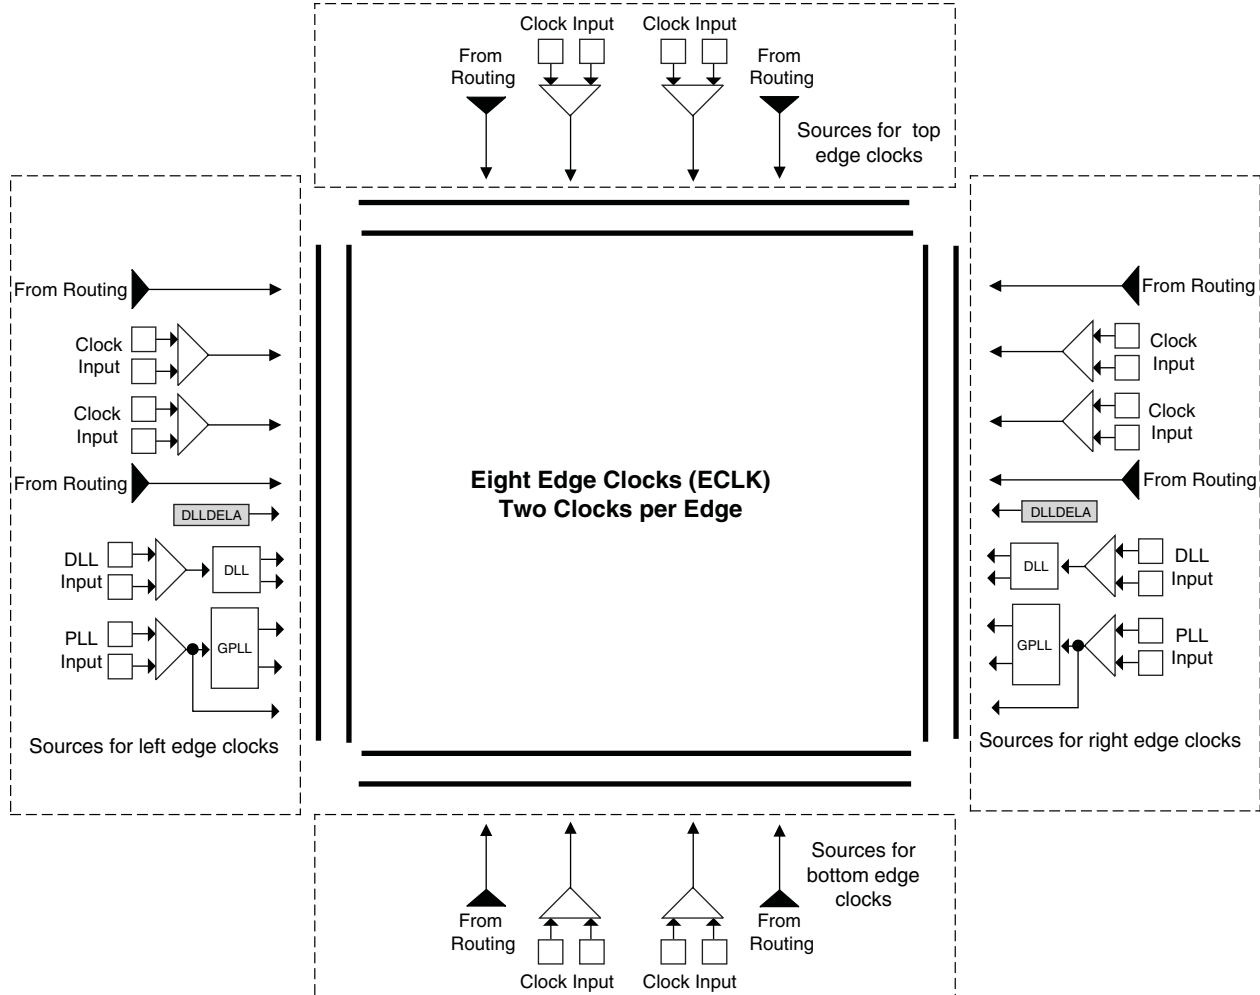 Clock Input
Clock Input
From
Routing
From
Routing
Sources for top
edge clocks
From Routing
Clock
Input
Clock
Input
From Routing
DLLDELA
DLL
Input
DLL
PLL
Input
GPLL
Sources for left edge clocks
Eight Edge Clocks (ECLK)
Two Clocks per Edge
From Routing
Clock
Input
Clock
Input
From Routing
DLLDELA
DLL
DLL
Input
GPLL
PLL
Input
Sources for right edge clocks
Sources for
bottom edge
clocks
From
Routing
From
Routing
Clock Input
Clock Input